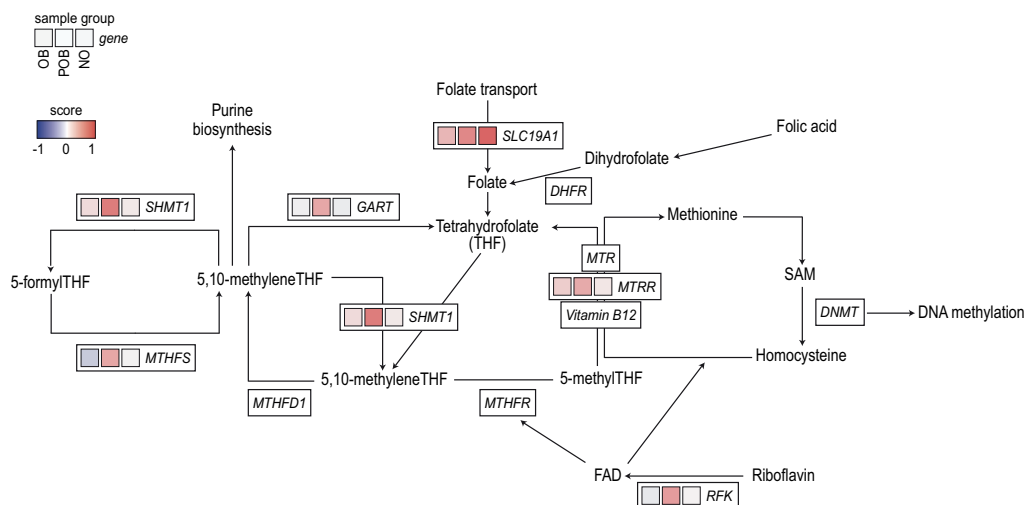 sample group
gene
OB
POB
NO
score
-1 0 1
Purine
biosynthesis
Folate transport
SLC19A1
Folic acid
Dihydrofolate
Folate
DHFR
SHMT1
GART
Tetrahydrofolate
(THF)
Methionine
MTR
5-formylTHF
5,10-methyleneTHF
SAM
MTRR
SHMT1
Vitamin B12
DNMT
DNA methylation
MTHFS
Homocysteine
5,10-methyleneTHF
5-methylTHF
MTHFD1
MTHFR
FAD
Riboflavin
RFK